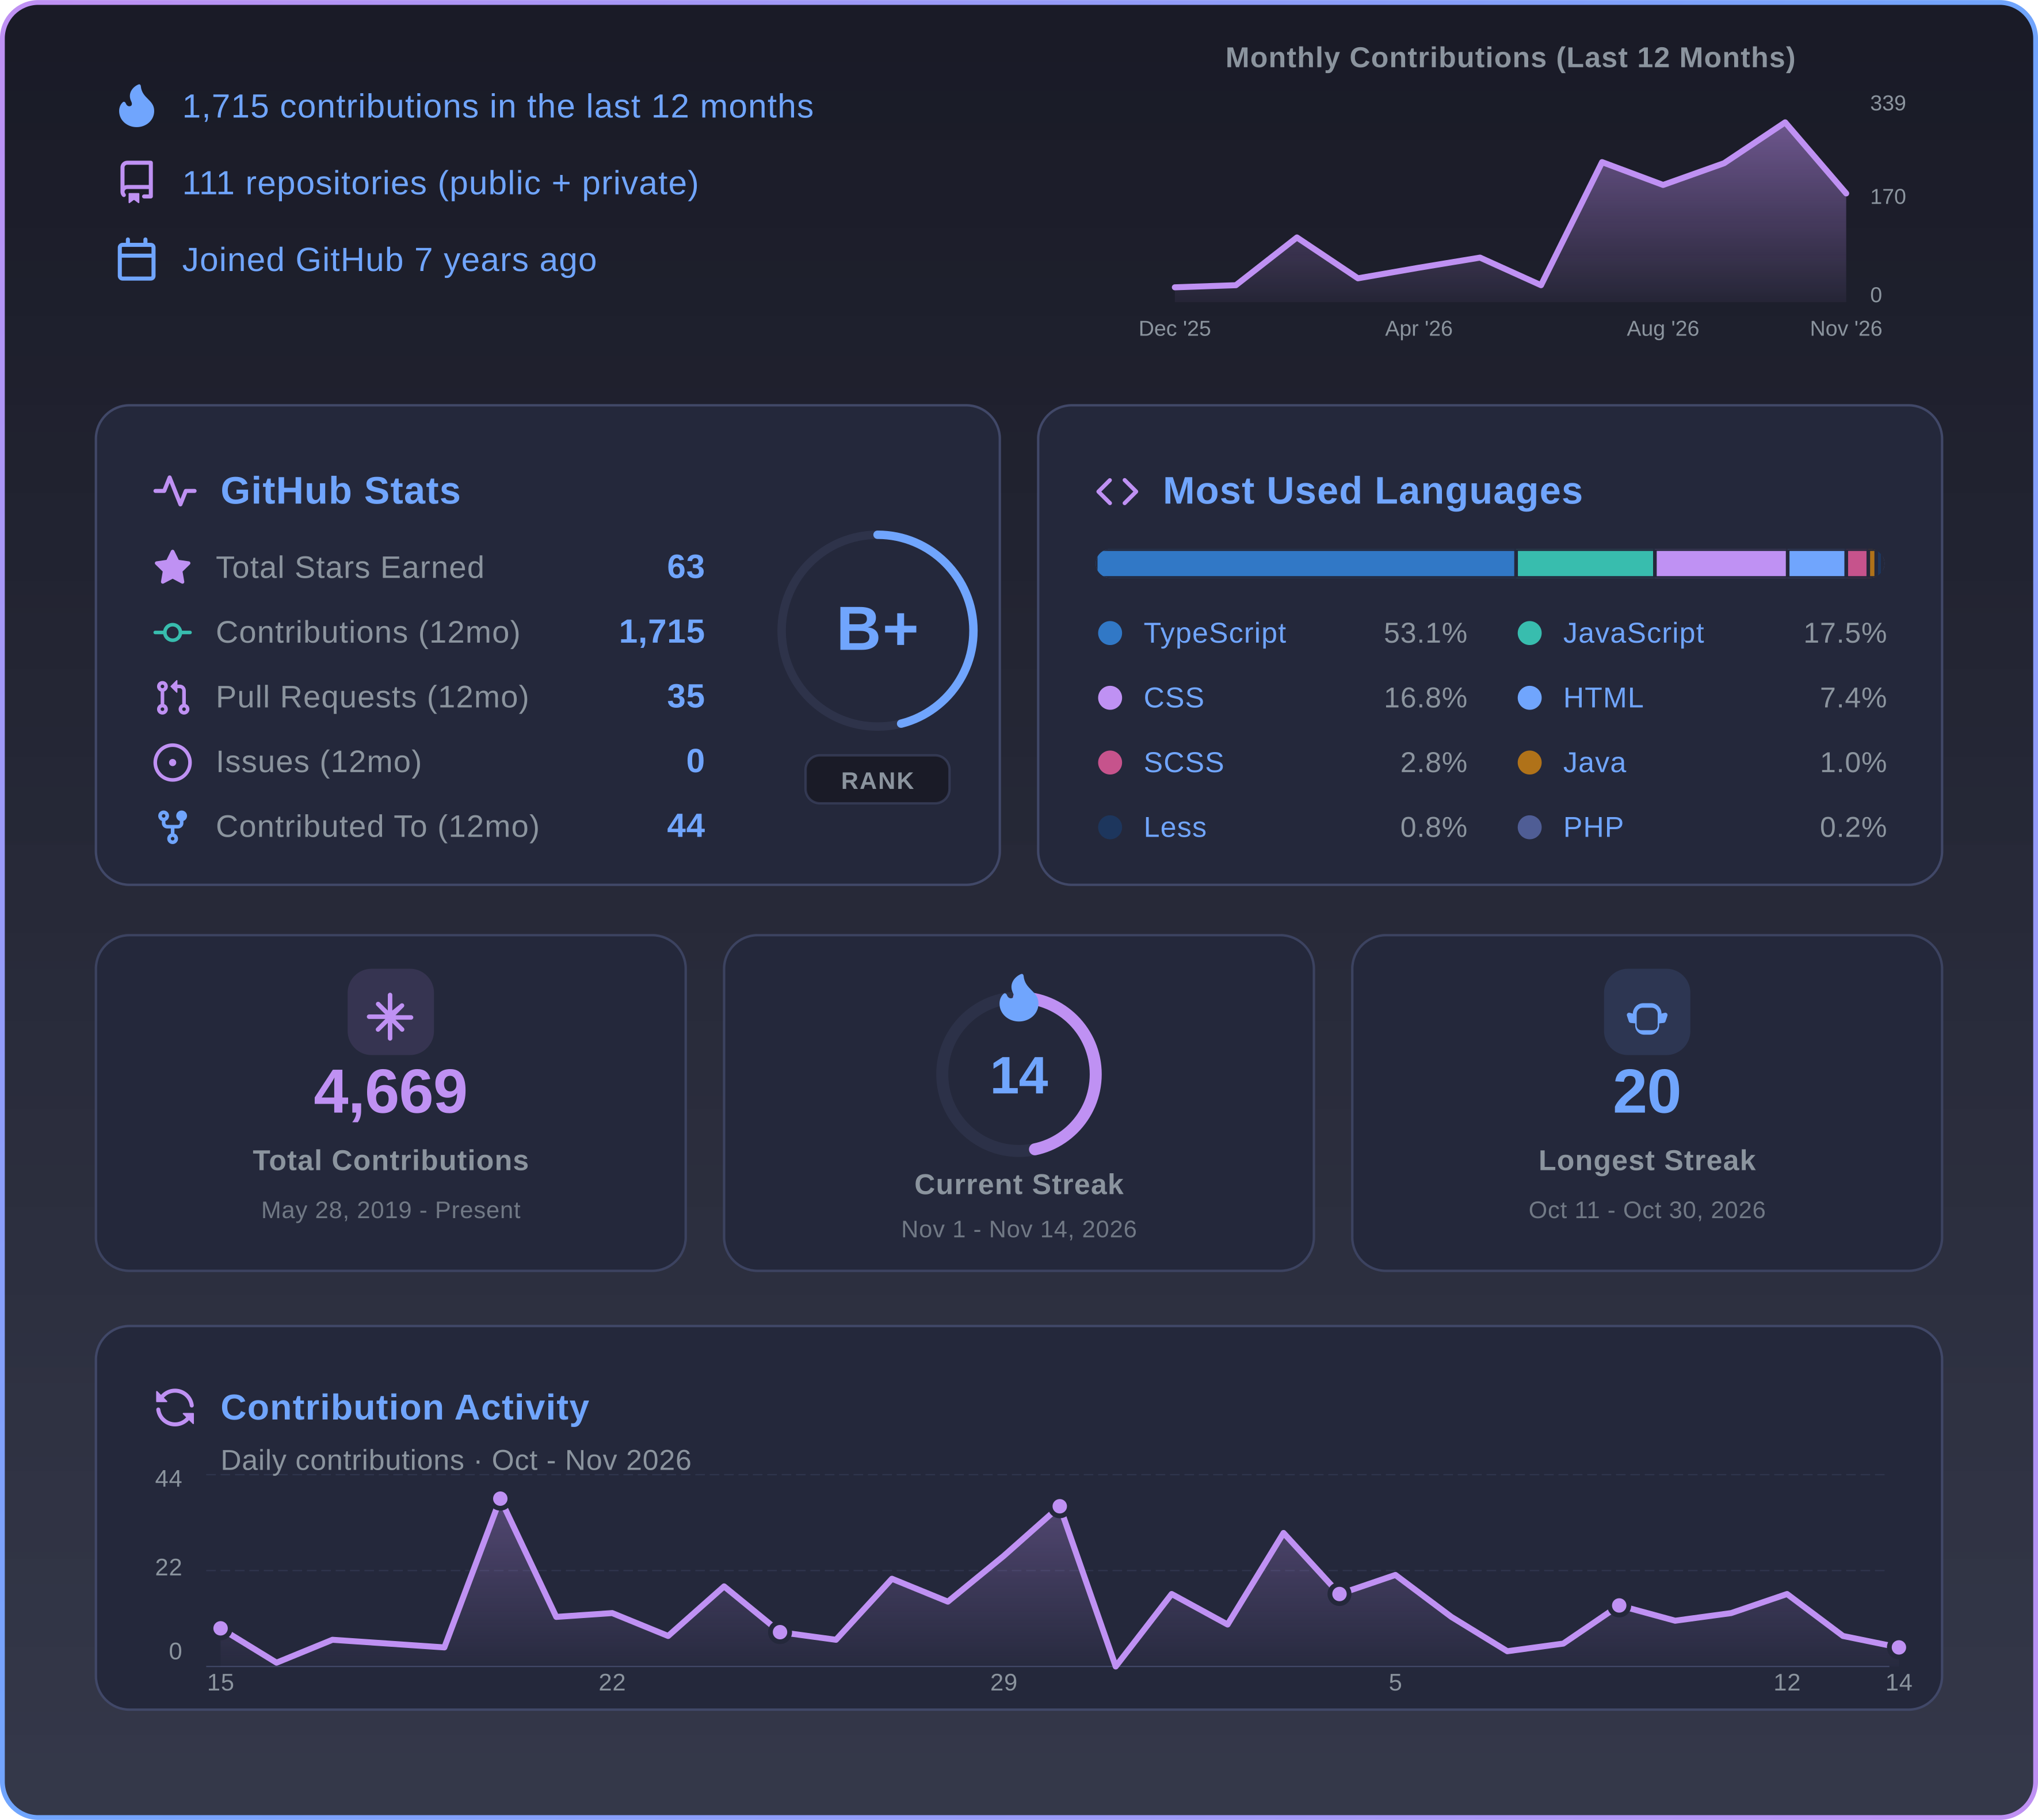 1,715 contributions in the last 12 months
111 repositories (public + private)
Joined GitHub 7 years ago
Monthly Contributions (Last 12 Months)
339
170
0
Dec '25 Apr '26 Aug '26 Nov '26
GitHub Stats
Total Stars Earned 63
Contributions (12mo) 1,715
Pull Requests (12mo) 35
Issues (12mo) 0
Contributed To (12mo) 44
B+
RANK
Most Used Languages
TypeScript 53.1% JavaScript 17.5%
CSS 16.8% HTML 7.4%
SCSS 2.8% Java 1.0%
Less 0.8% PHP 0.2%
4,669
Total Contributions
May 28, 2019 - Present
14
Current Streak
Nov 1 - Nov 14, 2026
20
Longest Streak
Oct 11 - Oct 30, 2026
Contribution Activity
Daily contributions · Oct - Nov 2026
44
22
0
15 22 29 5 12 14